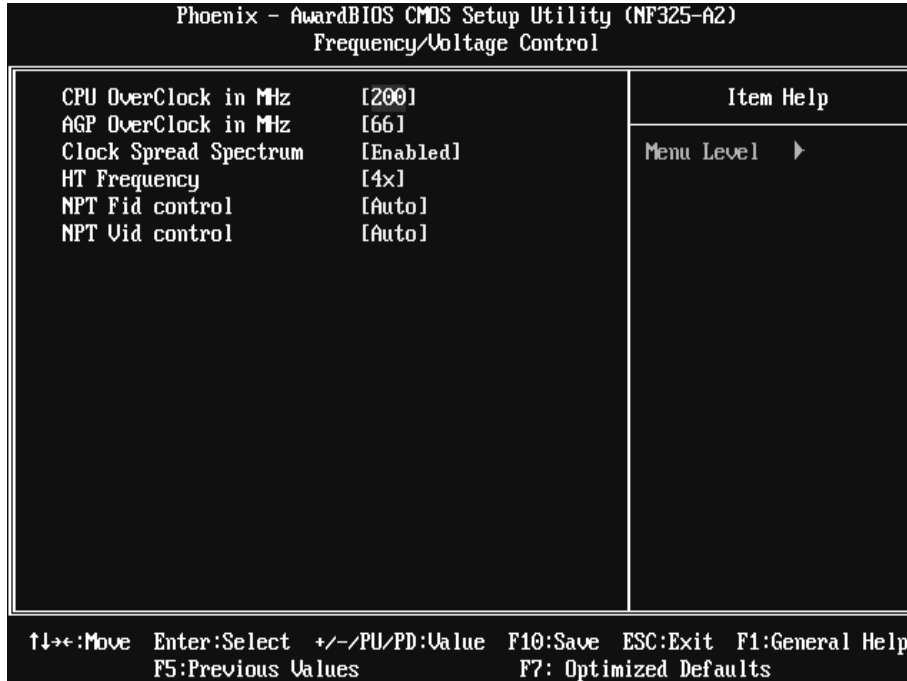 Phoenix - AwardBIOS CMOS Setup Utility (NF325-A2)
Frequency/Voltage Control
CPU OverClock in MHz [200]
AGP OverClock in MHz [66]
Clock Spread Spectrum [Enabled]
HT Frequency [4x]
NPT Fid control [Auto]
NPT Vid control [Auto]
Item Help
Menu Level ▶
↑↓→←:Move Enter:Select +/-/PU/PD:Value F10:Save ESC:Exit F1:General Help
F5:Previous Values F7: Optimized Defaults